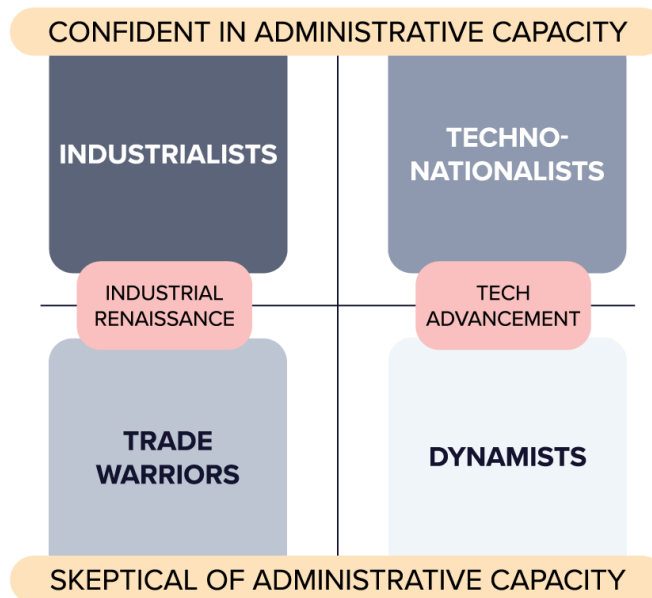 CONFIDENT IN ADMINISTRATIVE CAPACITY
INDUSTRIALISTS
TECHNO-
NATIONALISTS
INDUSTRIAL
RENAISSANCE
TECH
ADVANCEMENT
TRADE
WARRIORS
DYNAMISTS
SKEPTICAL OF ADMINISTRATIVE CAPACITY